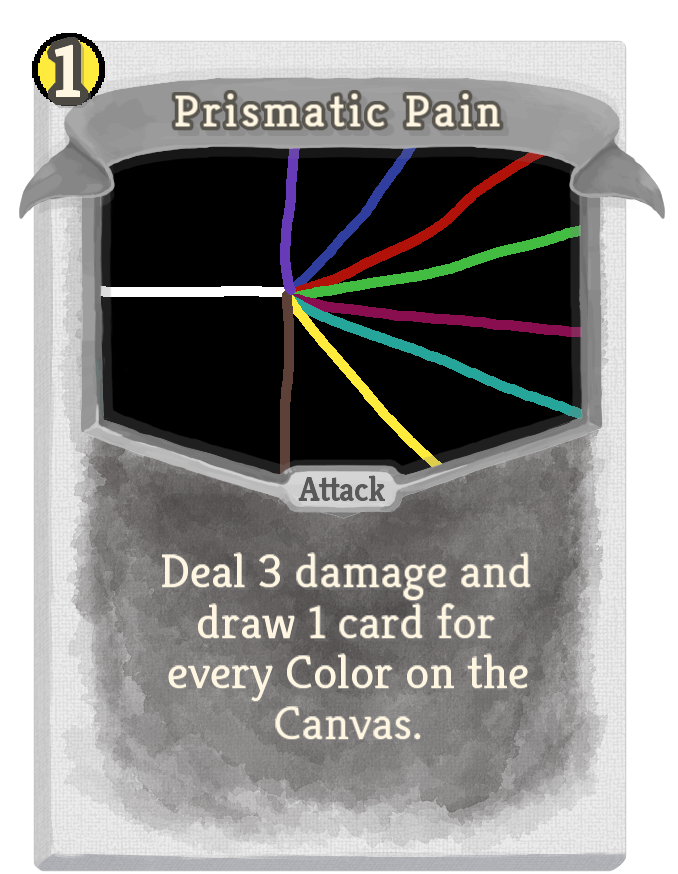 1
Prismatic Pain
Attack
Deal 3 damage and
draw 1 card for
every Color on the
Canvas.